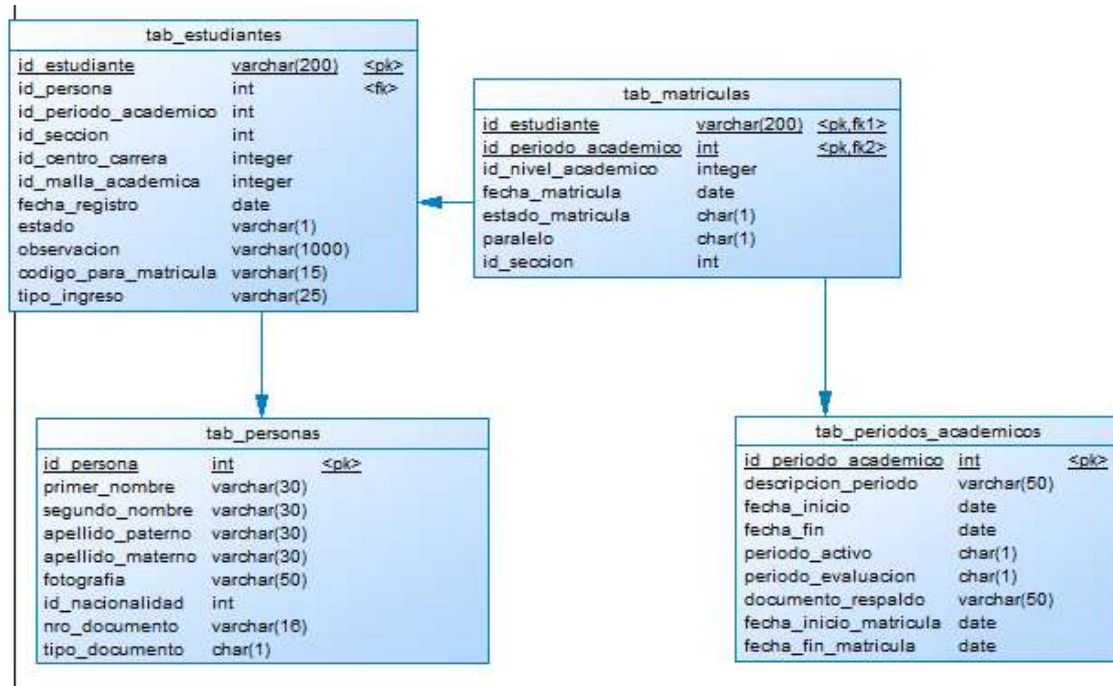 tab_estudiantes
id_estudiante varchar(200) <pk>
id_persona int <fk>
id_periodo_academico int
id_seccion int
id_centro_carrera integer
id_malla_academica integer
fecha_registro date
estado varchar(1)
observacion varchar(1000)
codigo_para_matricula varchar(15)
tipo_ingreso varchar(25)
tab_matriculas
id_estudiante varchar(200) <pk,fk1>
id_periodo_academico int <pk,fk2>
id_nivel_academico integer
fecha_matricula date
estado_matricula char(1)
paralelo char(1)
id_seccion int
tab_personas
id_persona int <pk>
primer_nombre varchar(30)
segundo_nombre varchar(30)
apellido_paterno varchar(30)
apellido_materno varchar(30)
fotografia varchar(50)
id_nacionalidad int
nro_documento varchar(16)
tipo_documento char(1)
tab_periodos_academicos
id_periodo_academico int <pk>
descripcion_periodo varchar(50)
fecha_inicio date
fecha_fin date
periodo_activo char(1)
periodo_evaluacion char(1)
documento_respaldo varchar(50)
fecha_inicio_matricula date
fecha_fin_matricula date